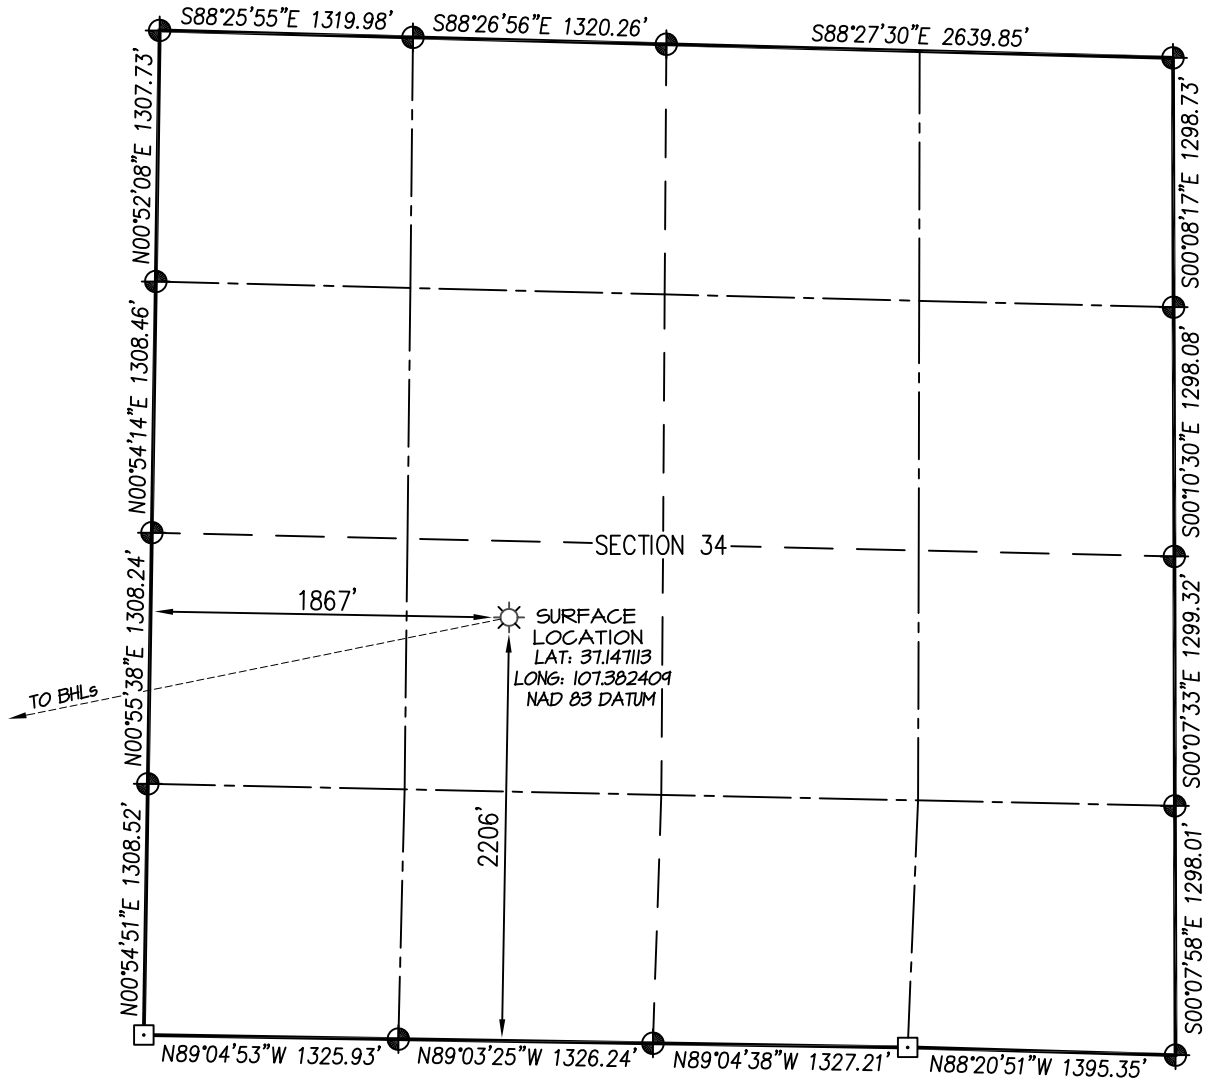 S88°25'55"E 1319.98'
S88°26'56"E 1320.26'
S88°27'30"E 2639.85'
N00°52'08"E 1307.73'
S00°08'17"E 1298.73'
N00°54'14"E 1308.46'
S00°10'30"E 1298.08'
SECTION 34
N00°55'38"E 1308.24'
1867'
SURFACE
LOCATION
LAT: 37.147113
LONG: 107.382409
NAD 83 DATUM
TO BHLs
S00°07'33"E 1299.32'
2206'
N00°54'51"E 1308.52'
S00°07'58"E 1298.01'
N89°04'53"W 1325.93'
N89°03'25"W 1326.24'
N89°04'38"W 1327.21'
N88°20'51"W 1395.35'